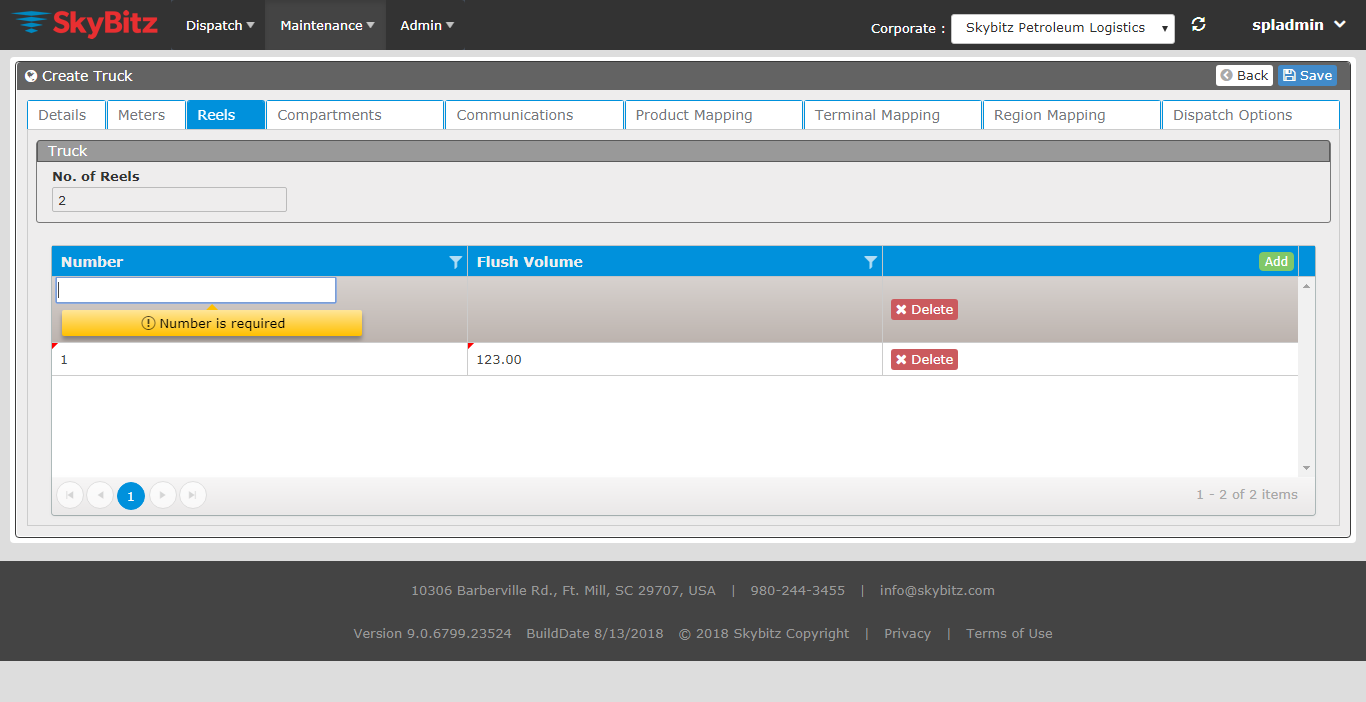 SkyBitz Dispatch Maintenance Admin Corporate : Skybitz Petroleum Logistics spladmin
Create Truck Back Save
Details Meters Reels Compartments Communications Product Mapping Terminal Mapping Region Mapping Dispatch Options
Truck
No. of Reels
2
Number Flush Volume Add
Delete
Number is required
1 123.00 Delete
1 1 - 2 of 2 items
10306 Barberville Rd., Ft. Mill, SC 29707, USA | 980-244-3455 | info@skybitz.com
Version 9.0.6799.23524 BuildDate 8/13/2018 © 2018 Skybitz Copyright | Privacy | Terms of Use